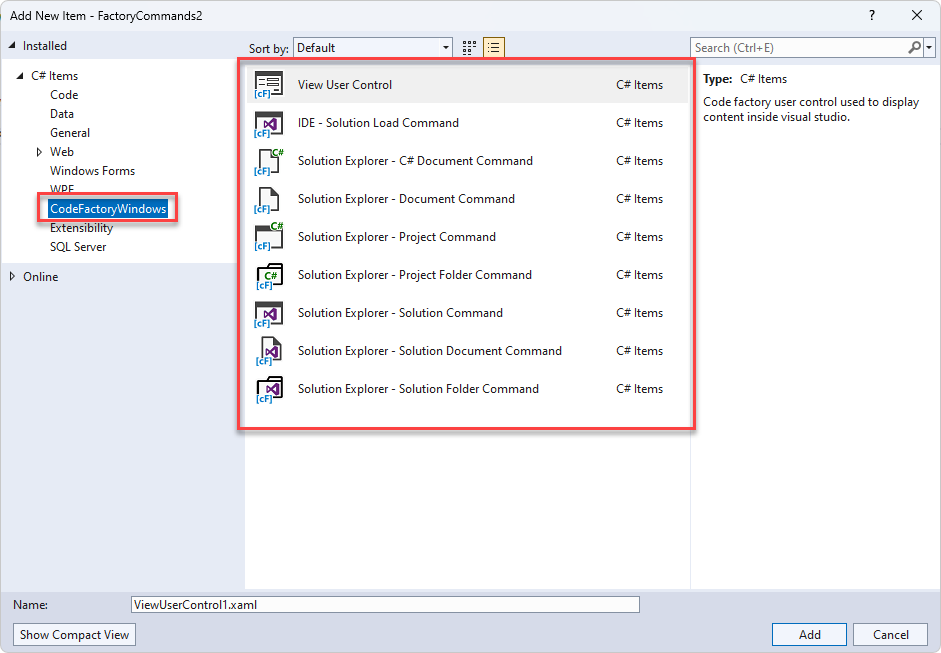 Add New Item - FactoryCommands2
?
Installed
Sort by: Default
Search (Ctrl+E)
C# Items
Code
Data
General
Web
Windows Forms
WPF
CodeFactoryWindows
Extensibility
SQL Server
Online
[cF] View User Control C# Items
[cF] IDE - Solution Load Command C# Items
C# [cF] Solution Explorer - C# Document Command C# Items
[cF] Solution Explorer - Document Command C# Items
C# [cF] Solution Explorer - Project Command C# Items
C# [cF] Solution Explorer - Project Folder Command C# Items
[cF] Solution Explorer - Solution Command C# Items
[cF] Solution Explorer - Solution Document Command C# Items
[cF] Solution Explorer - Solution Folder Command C# Items
Type: C# Items
Code factory user control used to display
content inside visual studio.
Name: ViewUserControl1.xaml
Show Compact View
Add
Cancel